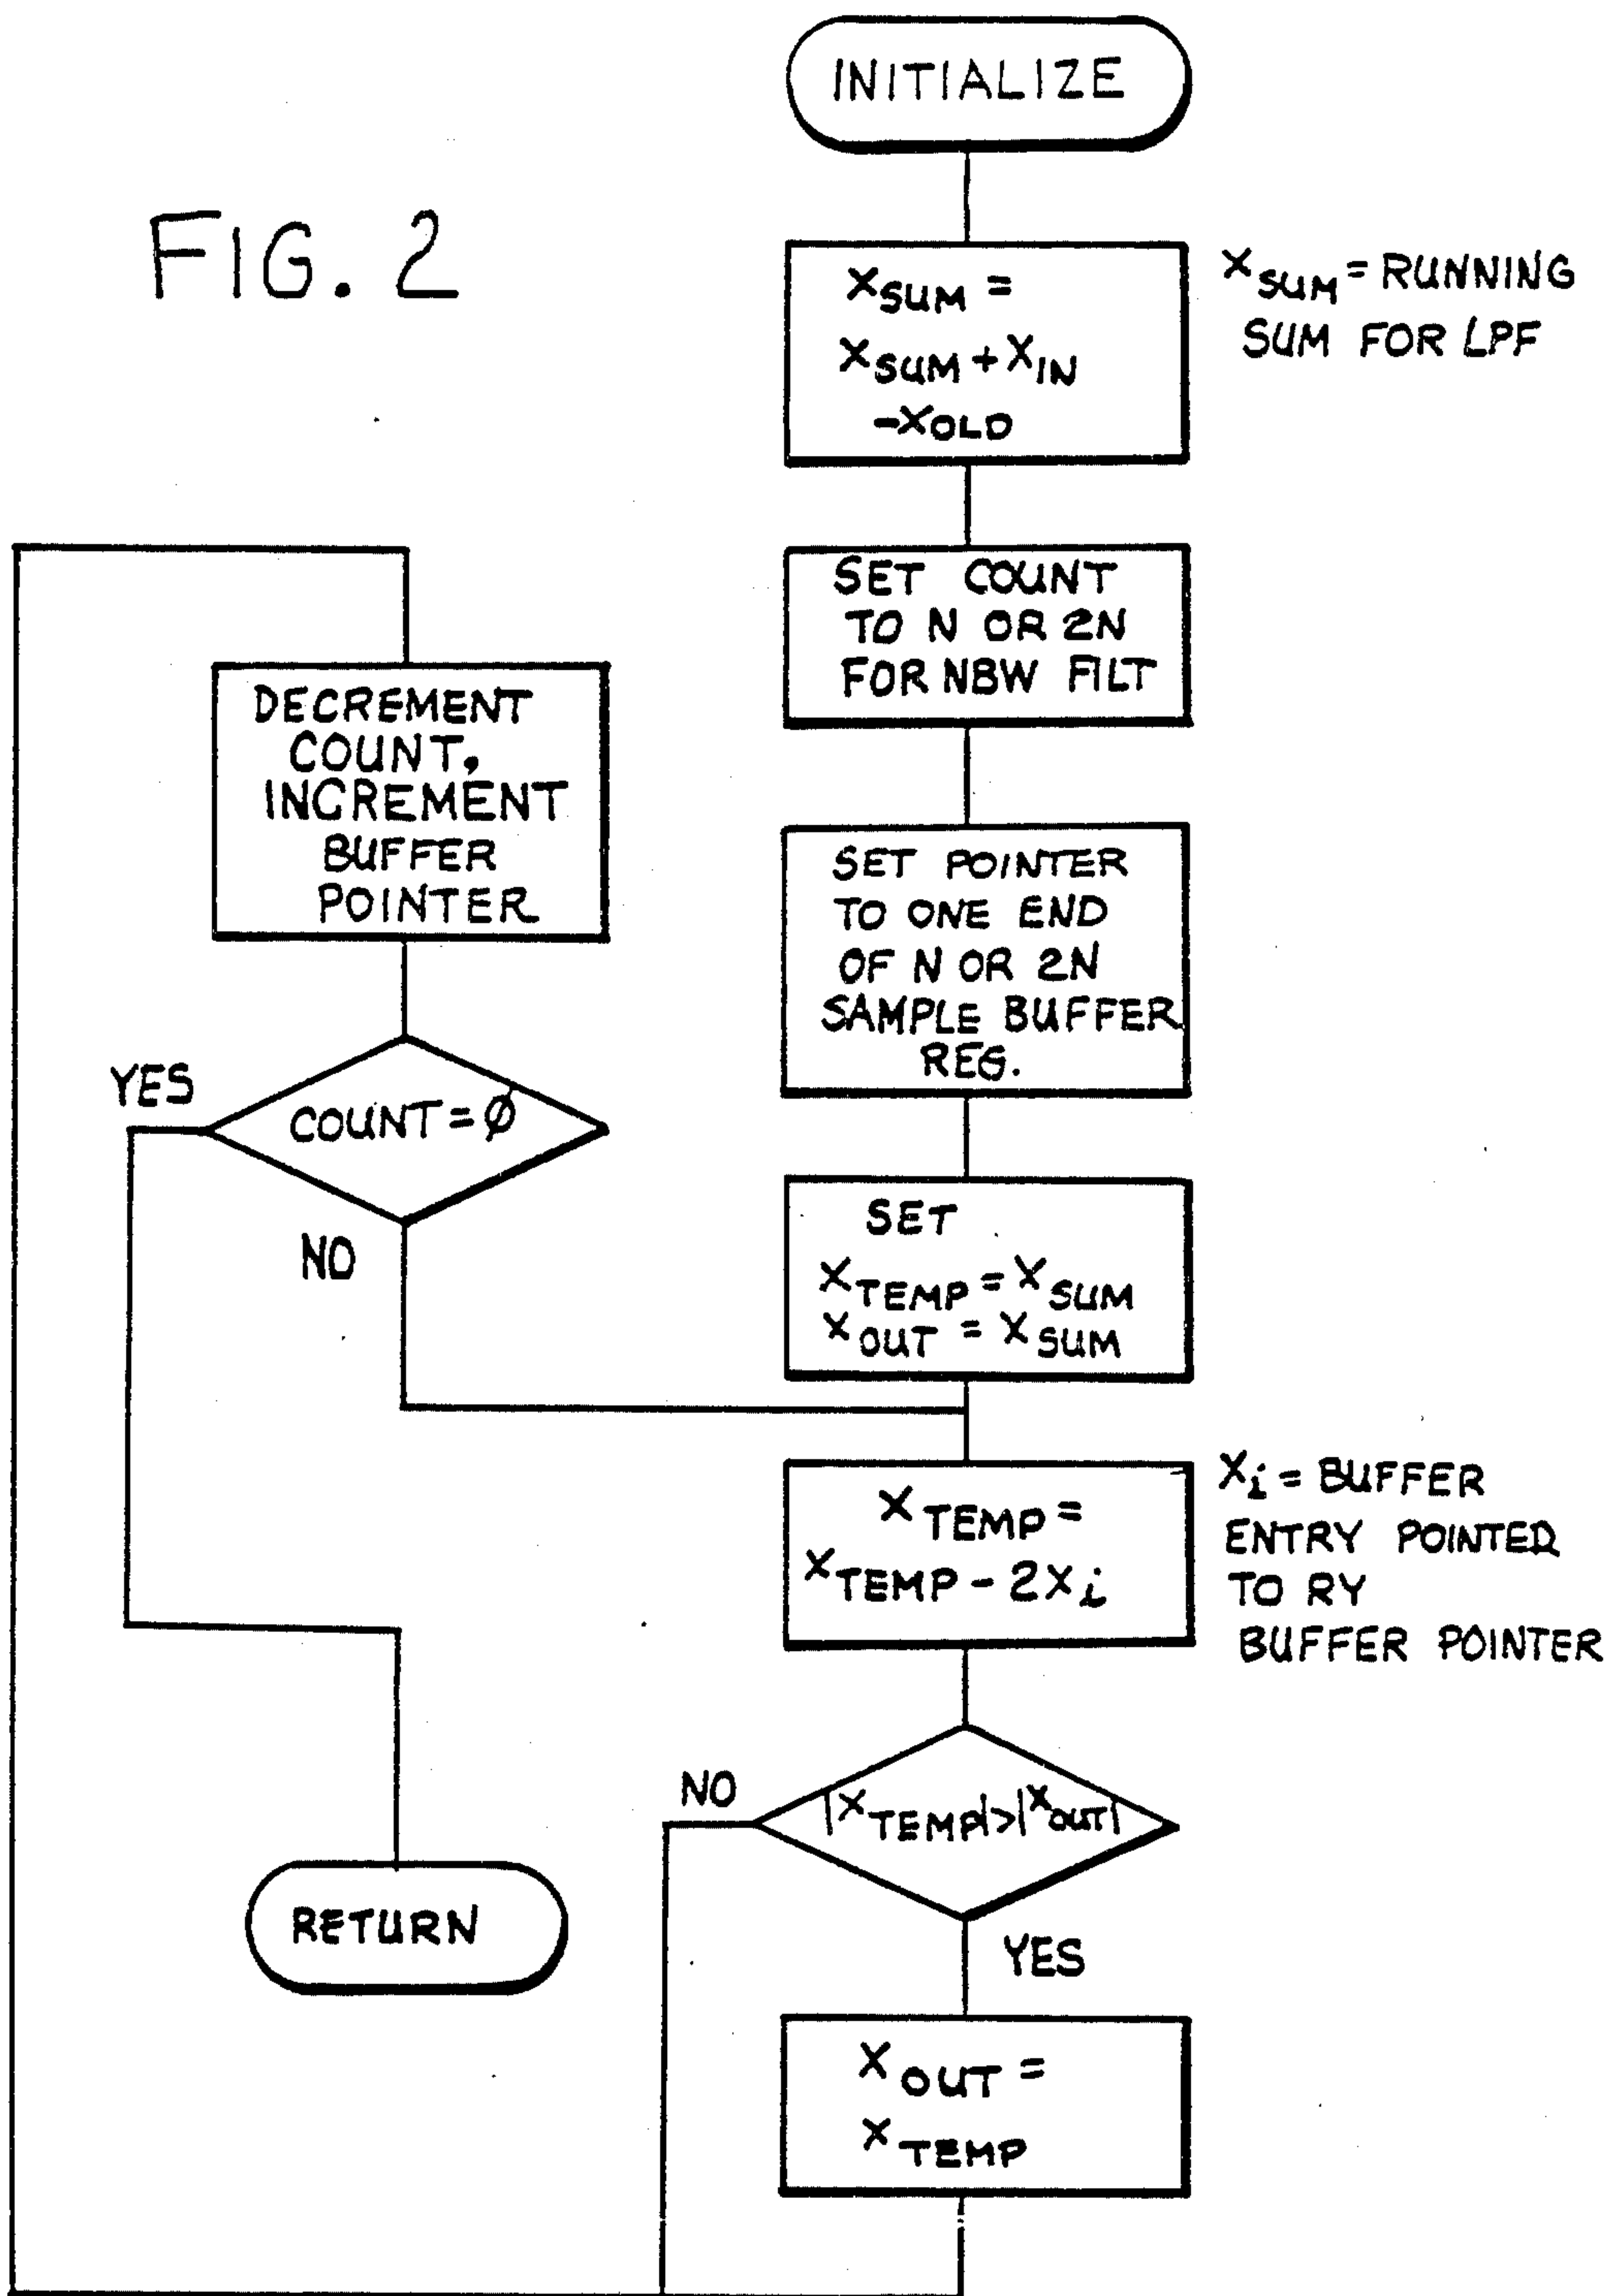 FIG. 2
INITIALIZE
XSUM =
XSUM + XIN
-XOLD
XSUM = RUNNING
SUM FOR LPF
SET COUNT
TO N OR 2N
FOR NBW FILT
SET POINTER
TO ONE END
OF N OR 2N
SAMPLE BUFFER
REG.
SET
XTEMP = XSUM
XOUT = XSUM
XTEMP =
XTEMP - 2Xi
Xi = BUFFER
ENTRY POINTED
TO RY
BUFFER POINTER
|XTEMP|>|XOUT|
NO
YES
XOUT =
XTEMP
DECREMENT
COUNT,
INCREMENT
BUFFER
POINTER
COUNT = Ø
YES
NO
RETURN